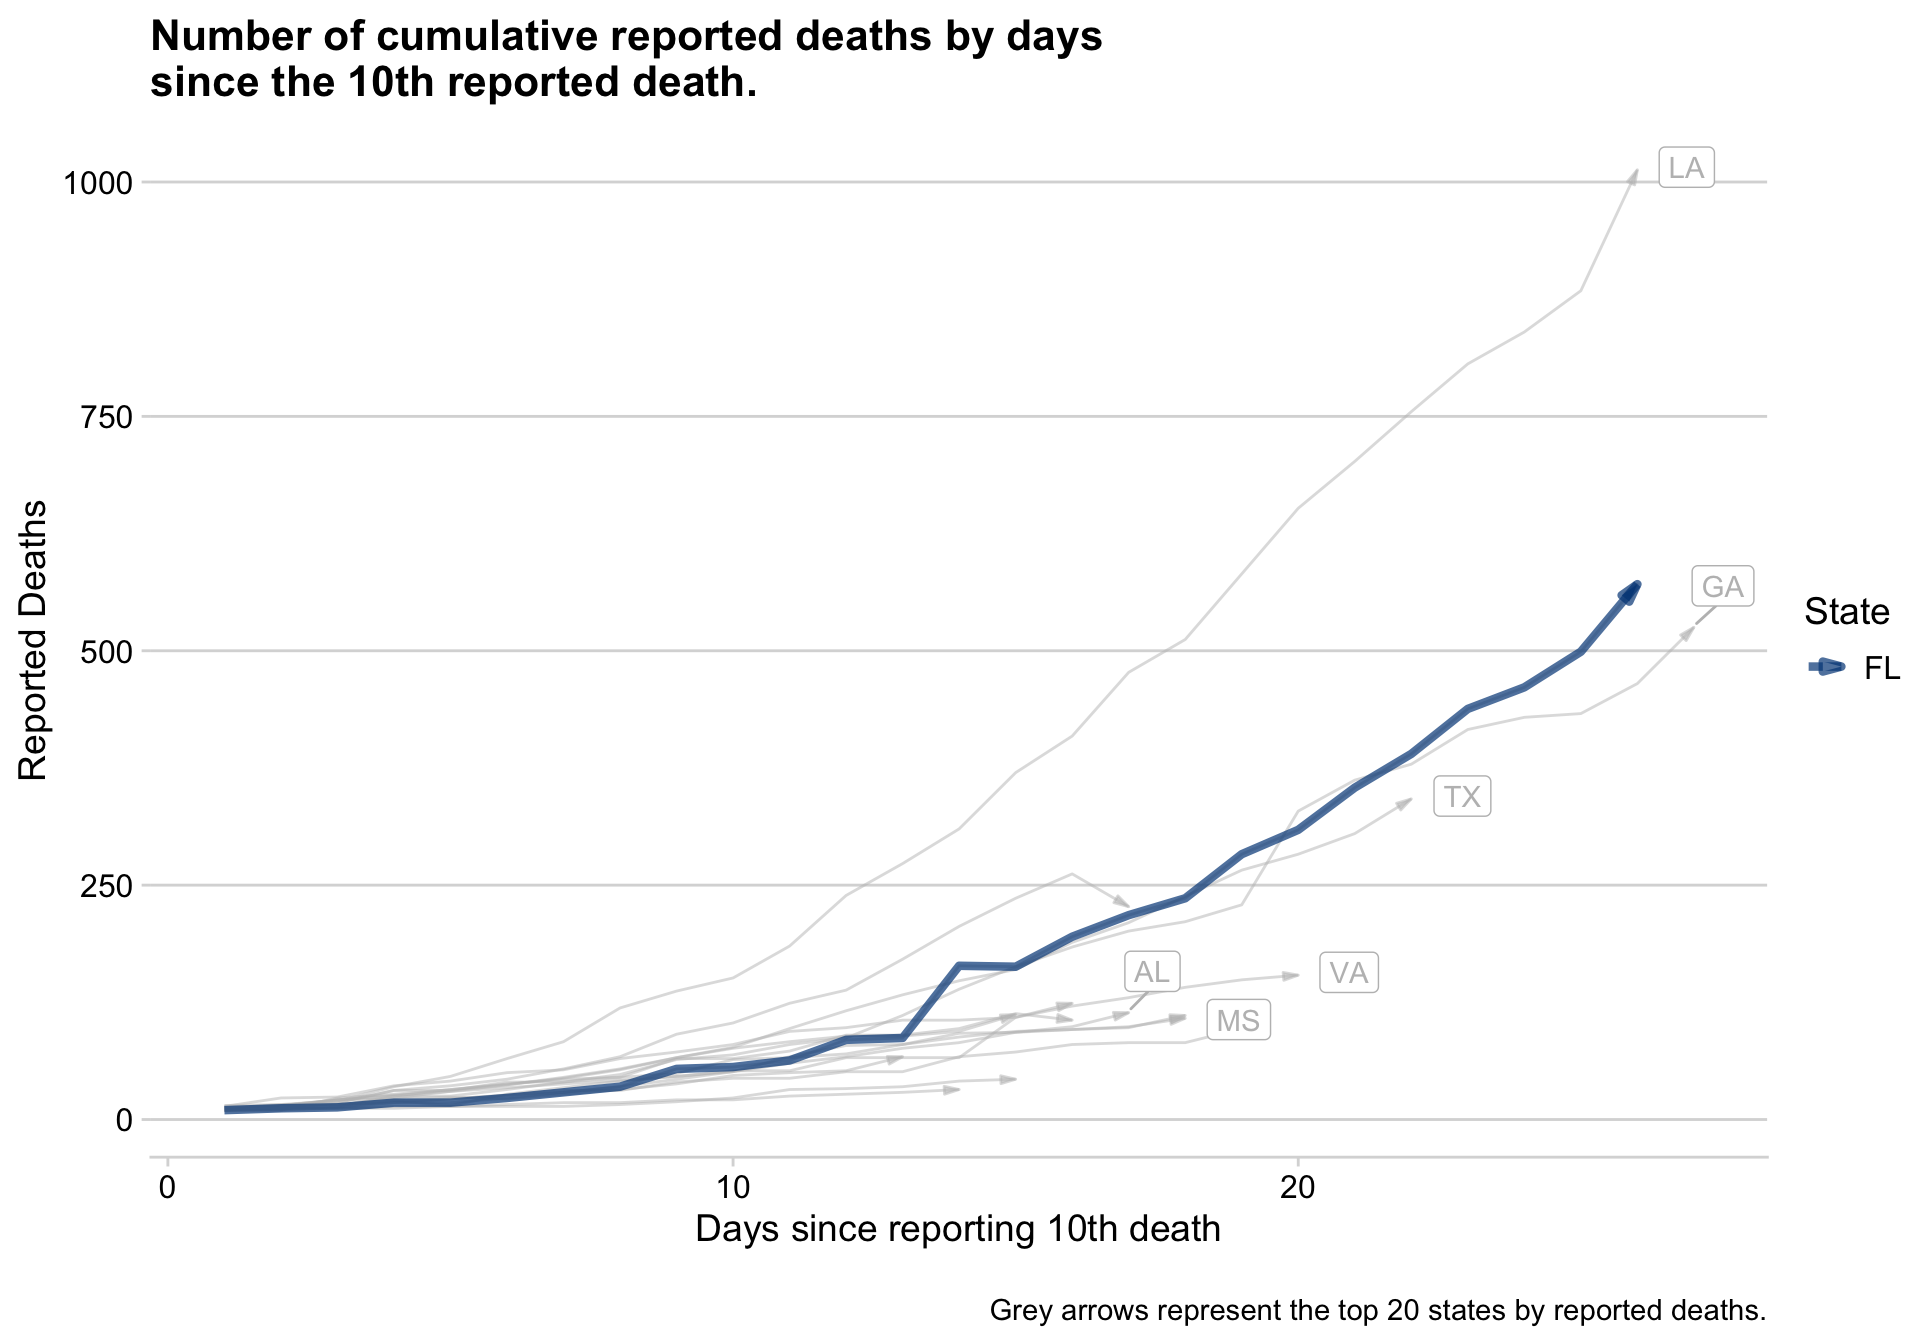 Number of cumulative reported deaths by days
since the 10th reported death.
1000
750
500
250
0
Reported Deaths
LA
GA
TX
AL
VA
MS
State
FL
0
10
20
Days since reporting 10th death
Grey arrows represent the top 20 states by reported deaths.